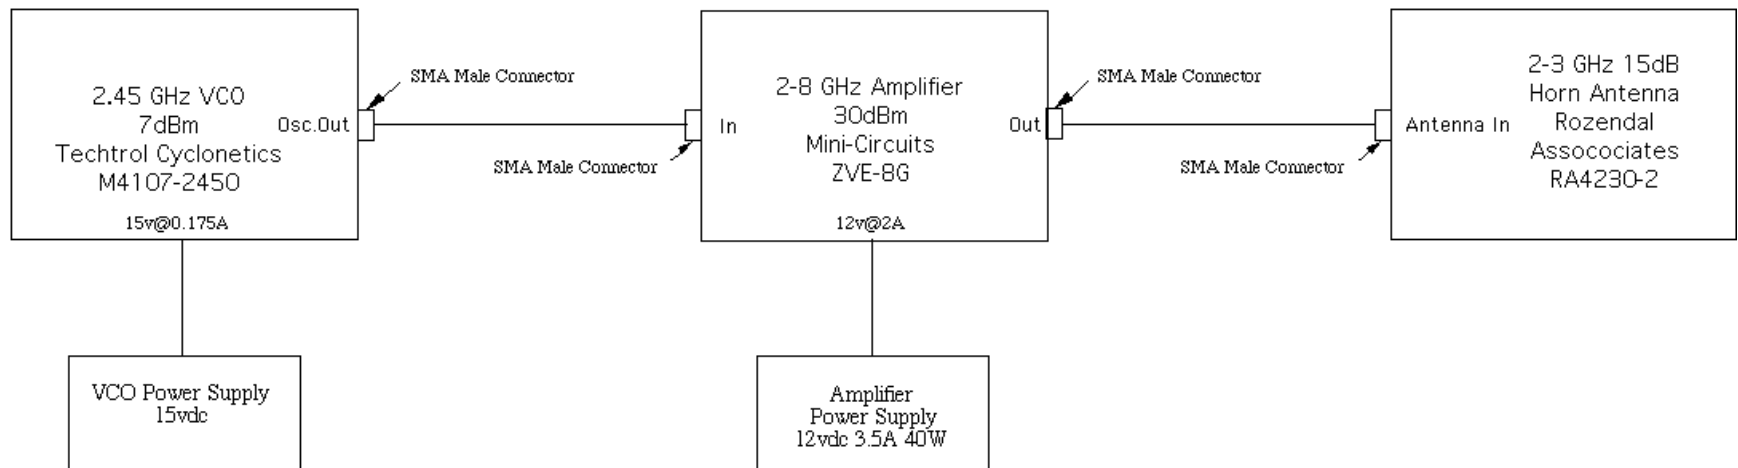 2.45 GHz VCO
7dBm
Techtrol Cyclonetics
M4107-2450
Osc.Out
15v@0.175A
SMA Male Connector
SMA Male Connector
2-8 GHz Amplifier
30dBm
Mini-Circuits
ZVE-8G
In
Out
12v@2A
SMA Male Connector
SMA Male Connector
Antenna In
2-3 GHz 15dB
Horn Antenna
Rozendal
Assocociates
RA4230-2
VCO Power Supply
15vdc
Amplifier
Power Supply
12vdc 3.5A 40W